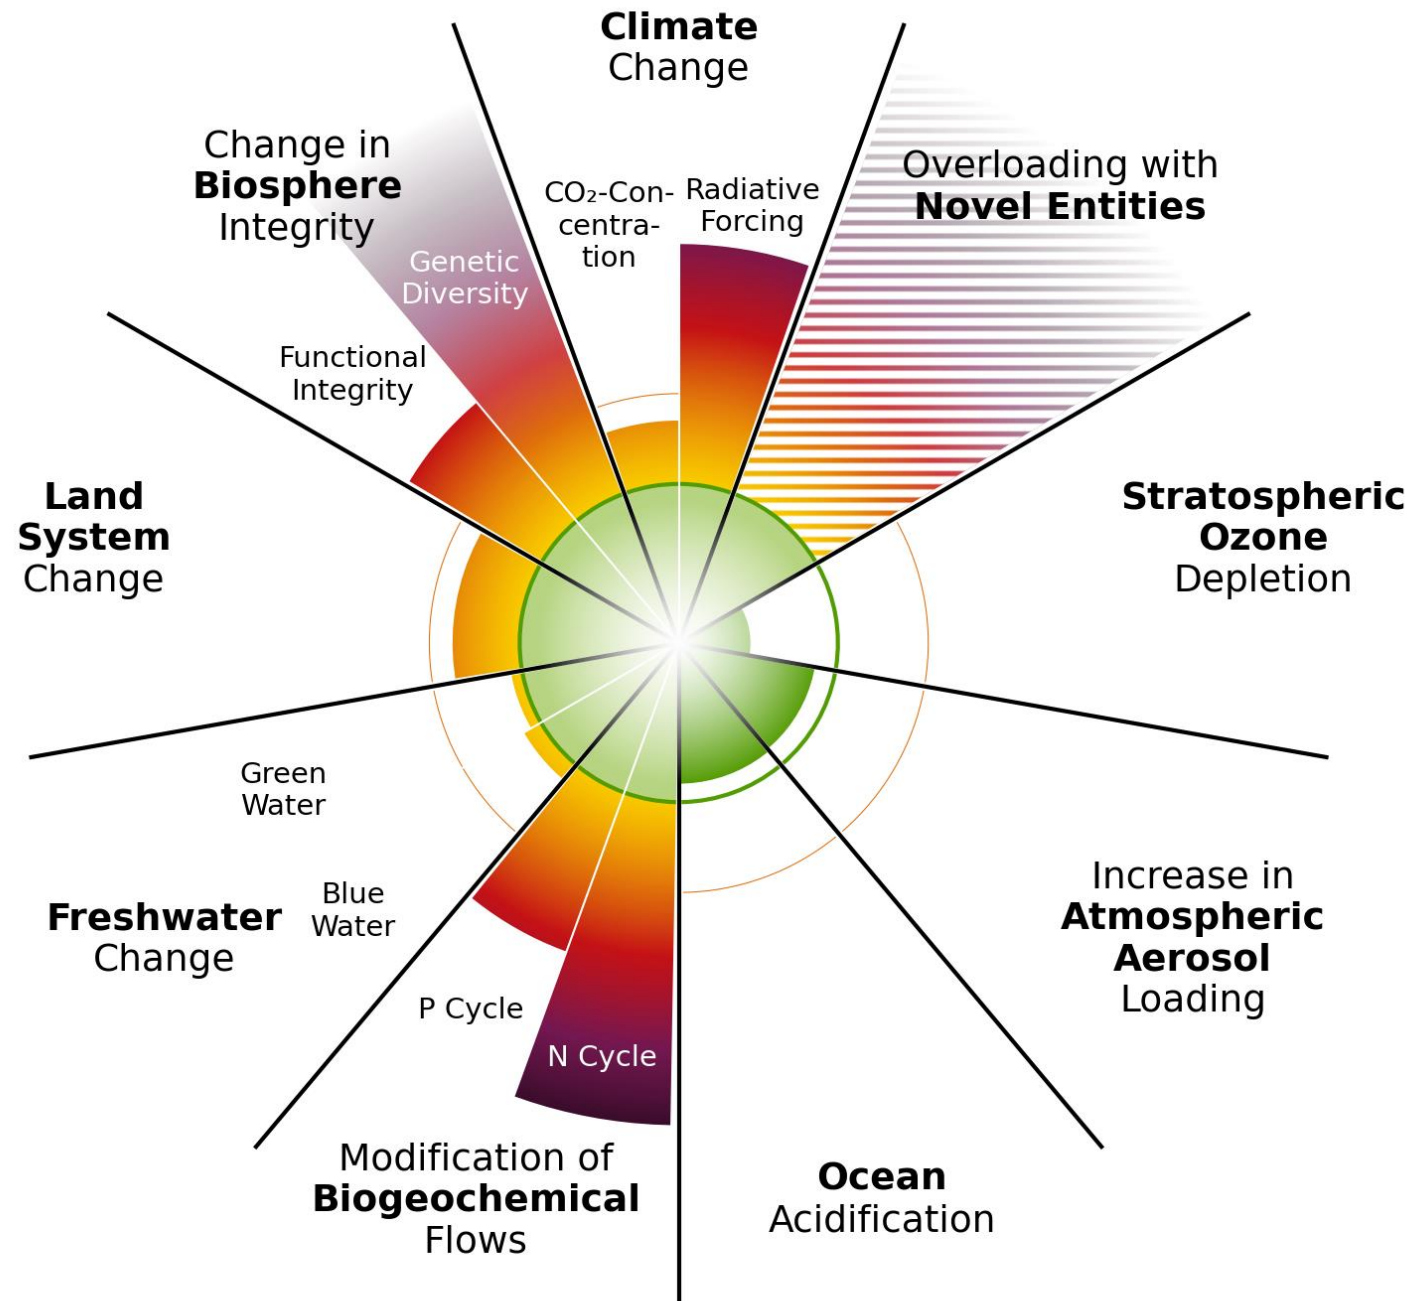 Climate
Change
CO₂-Con-
centra-
tion
Radiative
Forcing
Overloading with
Novel Entities
Stratospheric
Ozone
Depletion
Increase in
Atmospheric
Aerosol
Loading
Ocean
Acidification
Modification of
Biogeochemical
Flows
P Cycle
N Cycle
Freshwater
Change
Blue
Water
Green
Water
Land
System
Change
Change in
Biosphere
Integrity
Functional
Integrity
Genetic
Diversity